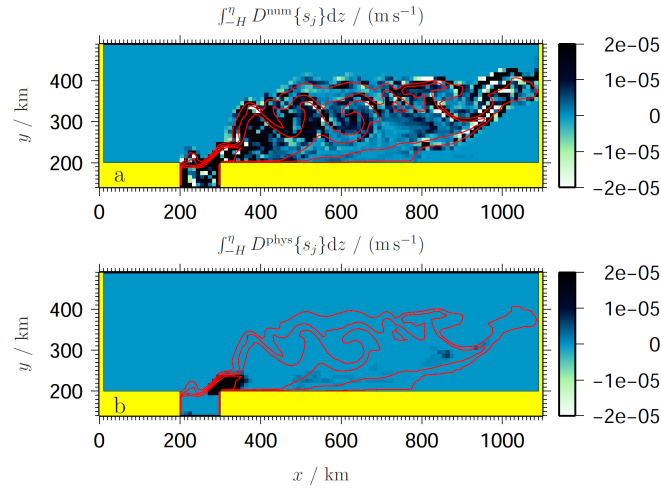 ∫_{-H}^{η} D^{num}{s_j}dz / (m s^{−1})
2e−05
400
1e−05
y / km
300
0
−1e−05
200
a
−2e−05
0 200 400 600 800 1000
∫_{-H}^{η} D^{phys}{s_j}dz / (m s^{−1})
2e−05
400
1e−05
y / km
300
0
−1e−05
200
b
−2e−05
0 200 400 600 800 1000
x / km